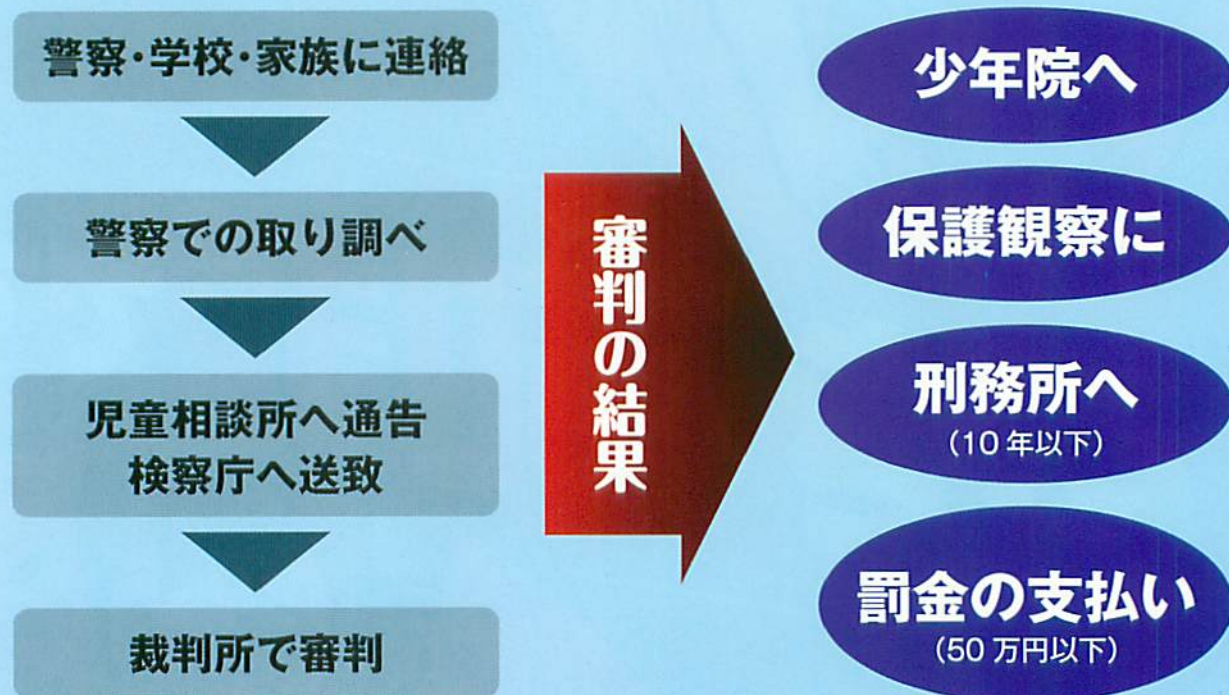 警察・学校・家族に連絡
警察での取り調べ
児童相談所へ通告
検察庁へ送致
裁判所で審判
審判の結果
少年院へ
保護観察に
刑務所へ
（10年以下）
罰金の支払い
（50万円以下）